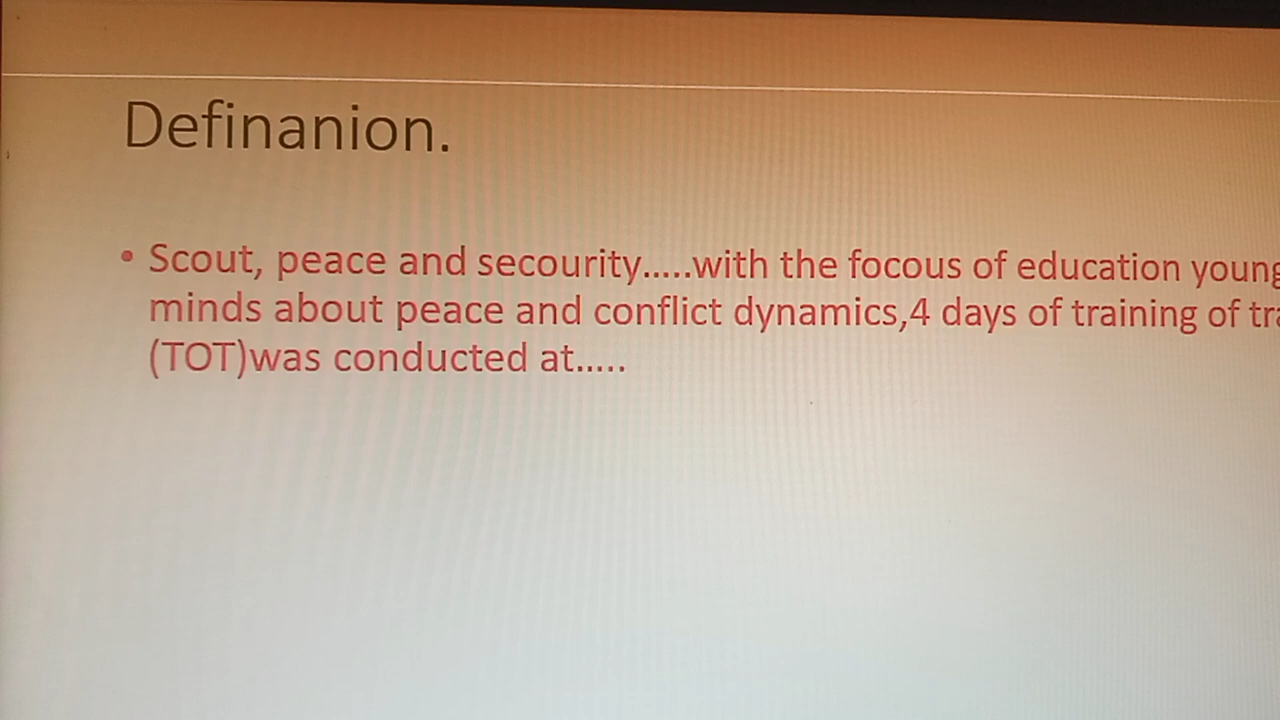 Definanion.
• Scout, peace and secourity.....with the focous of education young
minds about peace and conflict dynamics,4 days of training of
(TOT)was conducted at.....